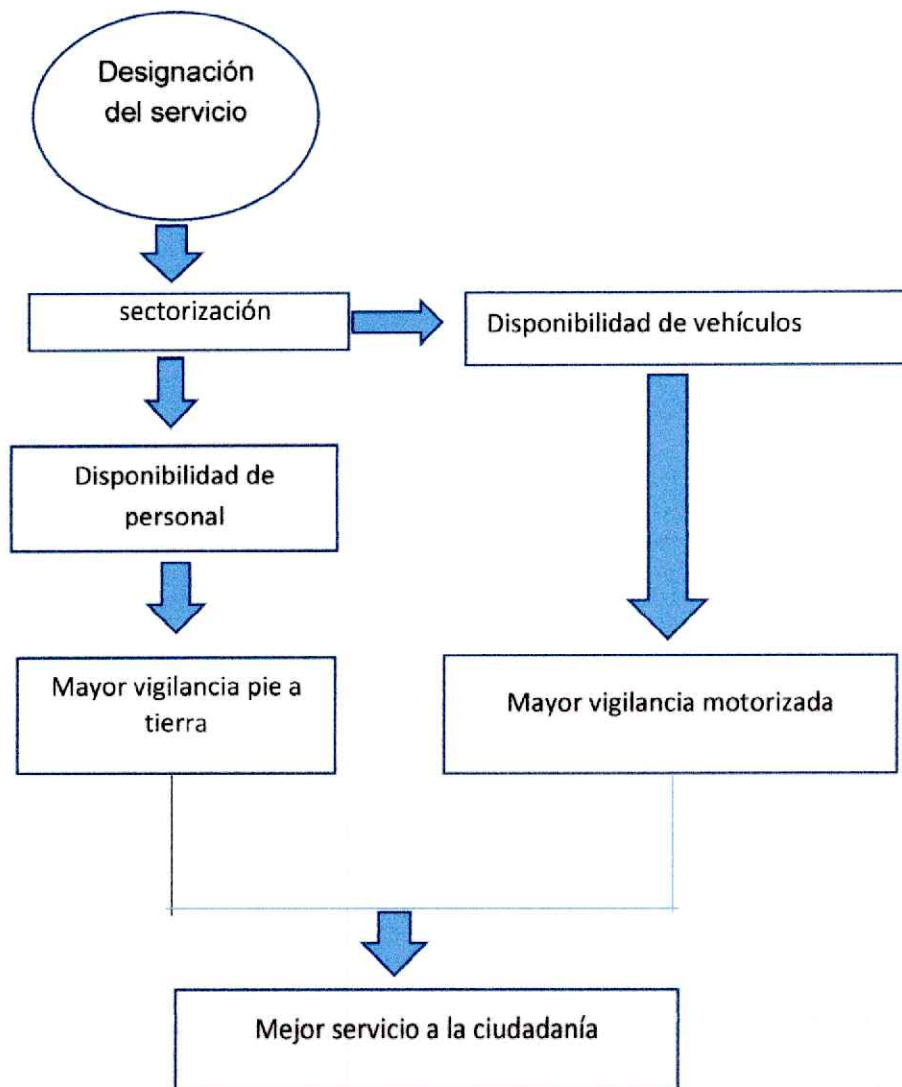 Designación
del servicio
sectorización
Disponibilidad de vehículos
Disponibilidad de
personal
Mayor vigilancia pie a
tierra
Mayor vigilancia motorizada
Mejor servicio a la ciudadanía